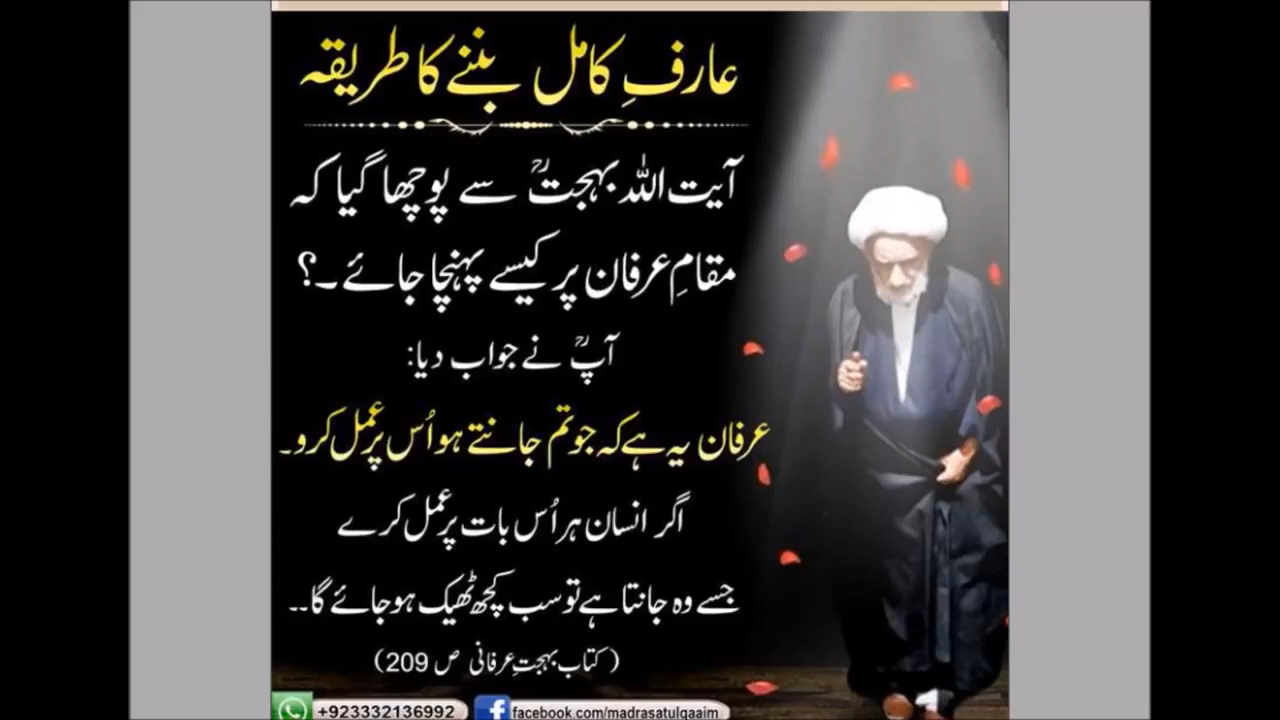 عارفِ کامل بننے کا طریقہ
آیت اللہ بہجتؒ سے پوچھا گیا کہ
مقامِ عرفان پر کیسے پہنچا جائے۔؟
آپؒ نے جواب دیا:
عرفان یہ ہے کہ جو تم جانتے ہو اُس پر عمل کرو۔
اگر انسان ہر اُس بات پر عمل کرے
جسے وہ جانتا ہے تو سب کچھ ٹھیک ہو جائے گا۔۔
(کتاب بہجتِ عرفانی ص 209)
+923332136992 facebook.com/madrasatulqaaim